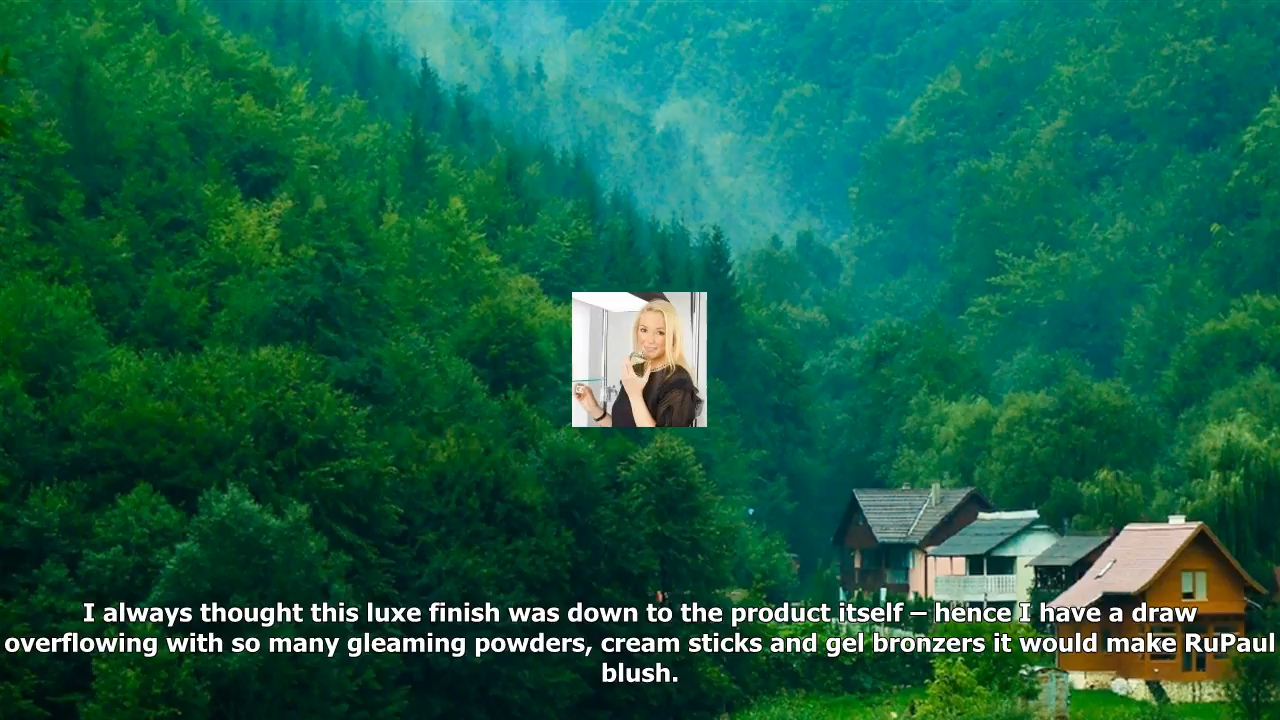 I always thought this luxe finish was down to the product itself – hence I have a draw
overflowing with so many gleaming powders, cream sticks and gel bronzers it would make RuPaul
blush.